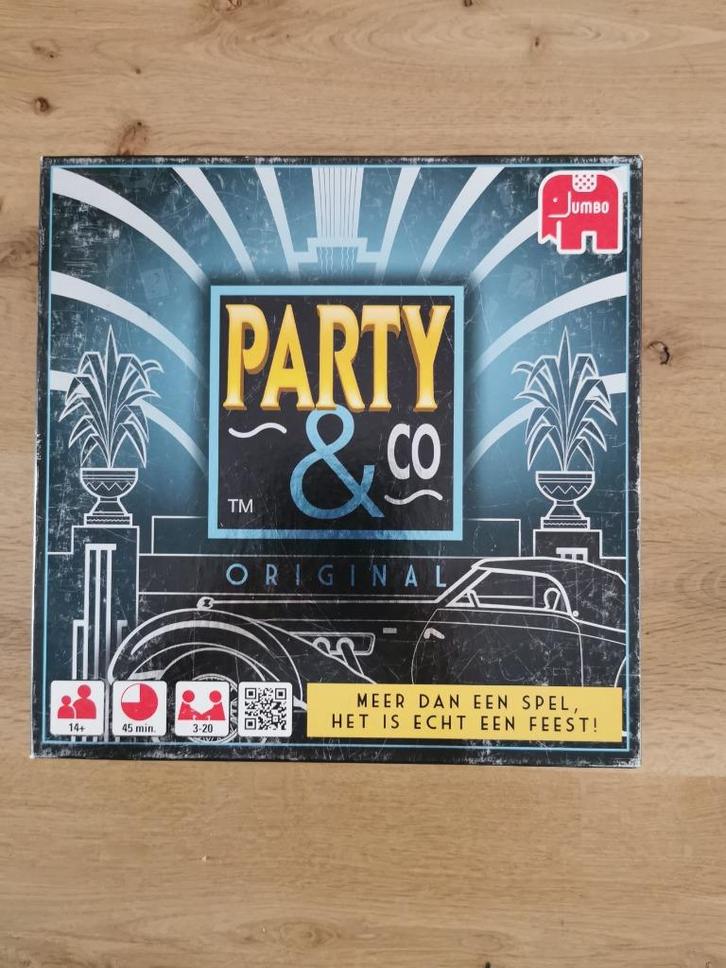 JUMBO
PARTY
& CO
TM
ORIGINAL
14+
45 min.
3-20
MEER DAN EEN SPEL,
HET IS ECHT EEN FEEST!